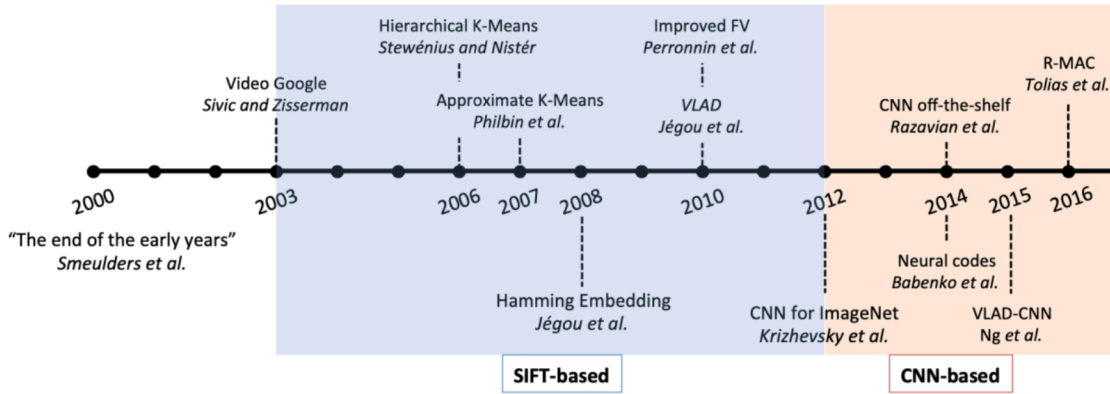 Hierarchical K-Means
Stewénius and Nistér
Improved FV
Perronnin et al.
R-MAC
Tolias et al.
Video Google
Sivic and Zisserman
Approximate K-Means
Philbin et al.
VLAD
Jégou et al.
CNN off-the-shelf
Razavian et al.
2000
2003
2006
2007
2008
2010
2012
2014
2015
2016
“The end of the early years”
Smeulders et al.
Hamming Embedding
Jégou et al.
CNN for ImageNet
Krizhevsky et al.
Neural codes
Babenko et al.
VLAD-CNN
Ng et al.
SIFT-based
CNN-based